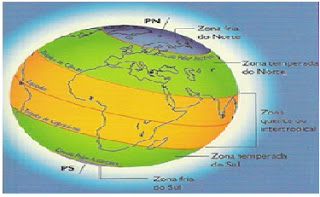 PN
Zona fria
do Norte
Zona temperada
do Norte
Zona
quente ou
intertropical
Zona temperada
do Sul
PS
Zona fria
do Sul